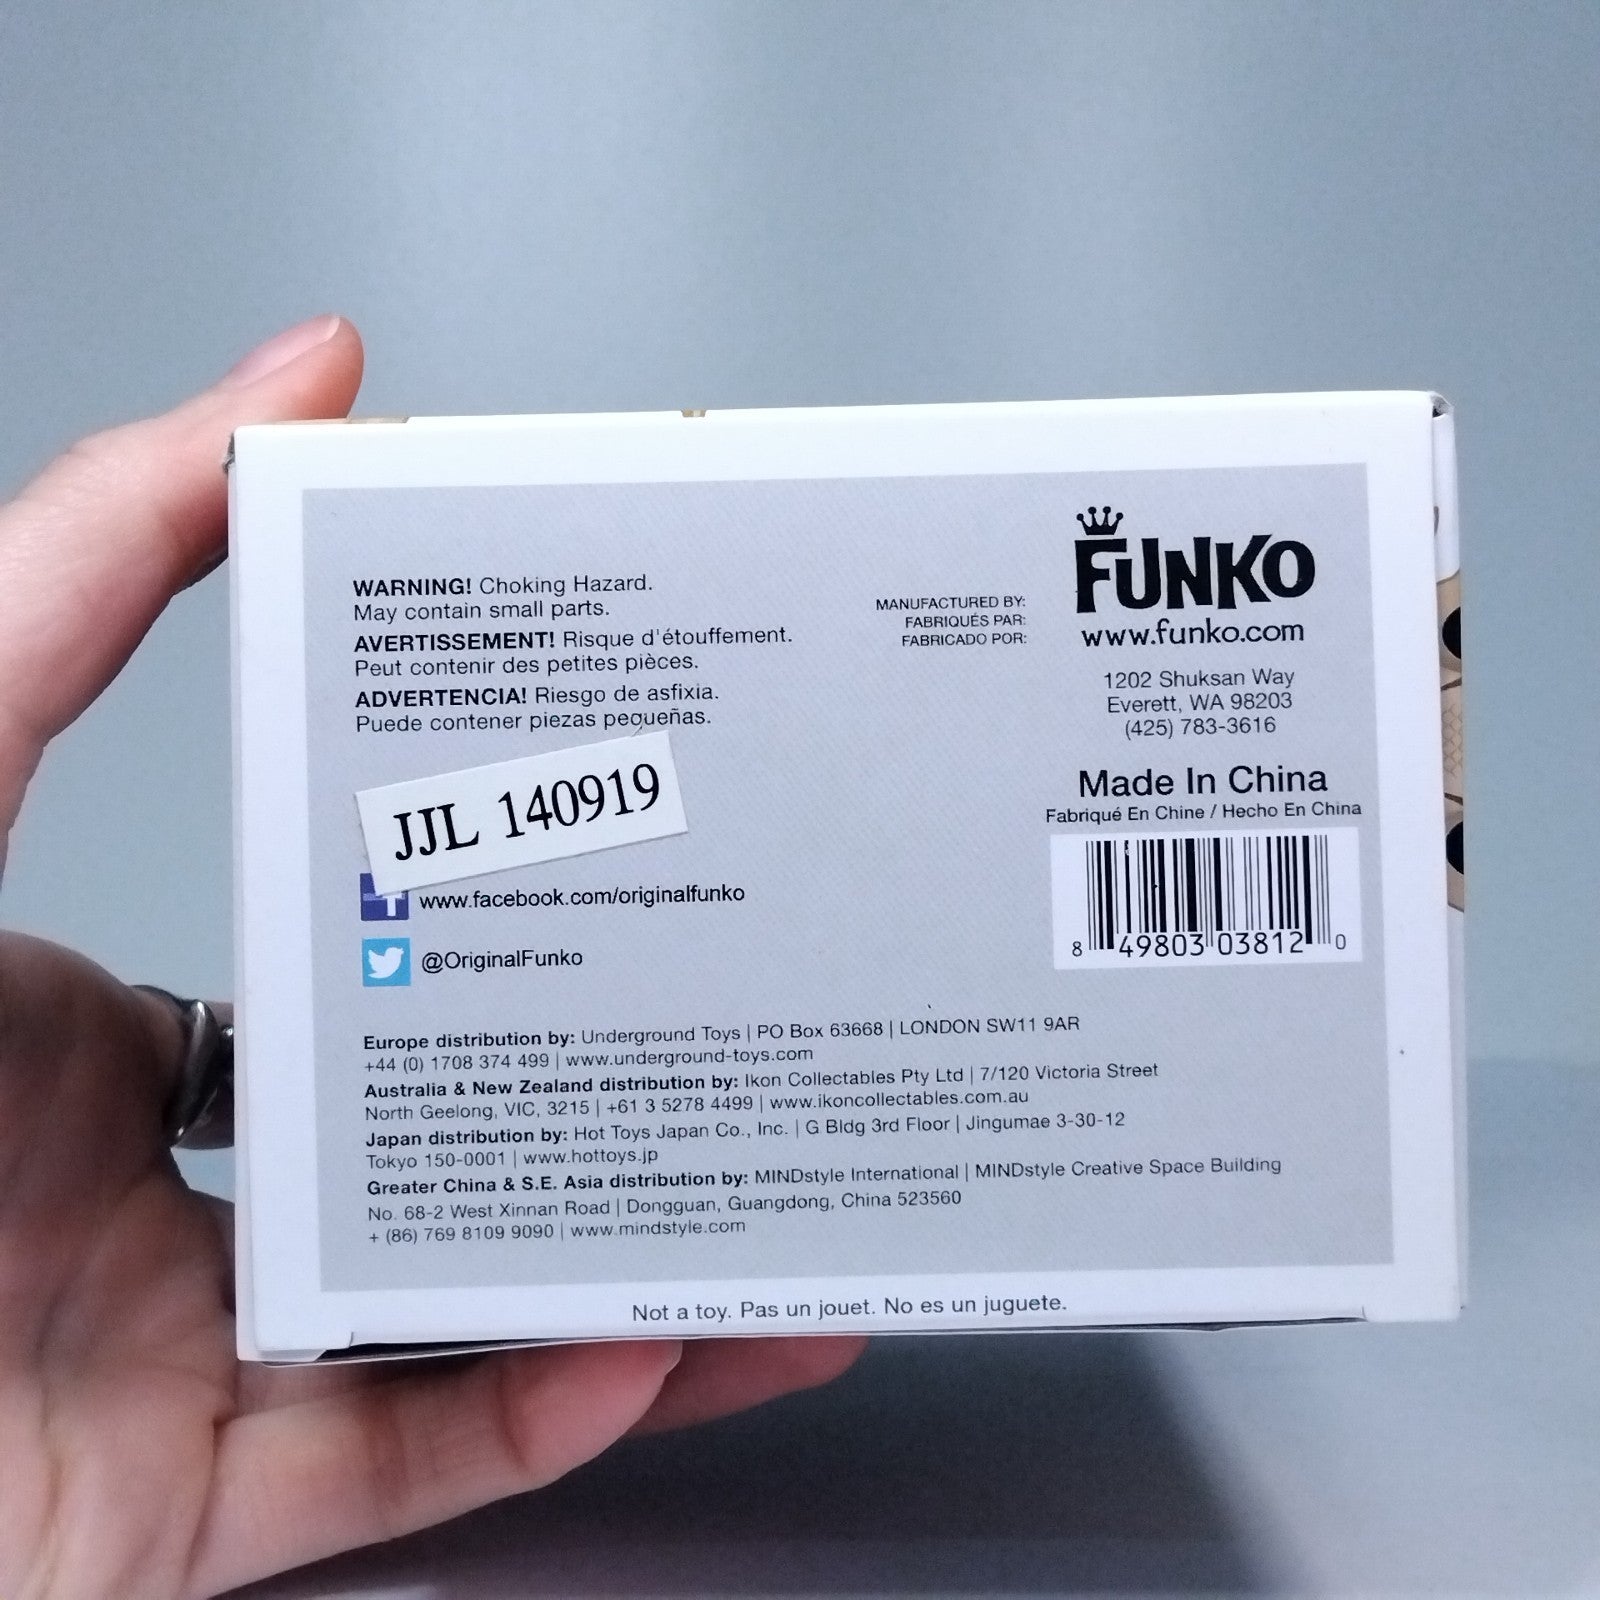 WARNING! Choking Hazard.
May contain small parts.
AVERTISSEMENT! Risque d'étouffement.
Peut contenir des petites pièces.
ADVERTENCIA! Riesgo de asfixia.
Puede contener piezas pequeñas.
JJL 140919
www.facebook.com/originalfunko
@OriginalFunko
MANUFACTURED BY:
FABRIQUÉS PAR:
FABRICADO POR:
FUNKO
www.funko.com
1202 Shuksan Way
Everett, WA 98203
(425) 783-3616
Made In China
Fabriqué En Chine / Hecho En China
8 49803 03812 0
Europe distribution by: Underground Toys | PO Box 63668 | LONDON SW11 9AR
+44 (0) 1708 374 499 | www.underground-toys.com
Australia & New Zealand distribution by: Ikon Collectables Pty Ltd | 7/120 Victoria Street
North Geelong, VIC, 3215 | +61 3 5278 4499 | www.ikoncollectables.com.au
Japan distribution by: Hot Toys Japan Co., Inc. | G Bldg 3rd Floor | Jingumae 3-30-12
Tokyo 150-0001 | www.hottoys.jp
Greater China & S.E. Asia distribution by: MINDstyle International | MINDstyle Creative Space Building
No. 68-2 West Xinnan Road | Dongguan, Guangdong, China 523560
+ (86) 769 8109 9090 | www.mindstyle.com
Not a toy. Pas un jouet. No es un juguete.